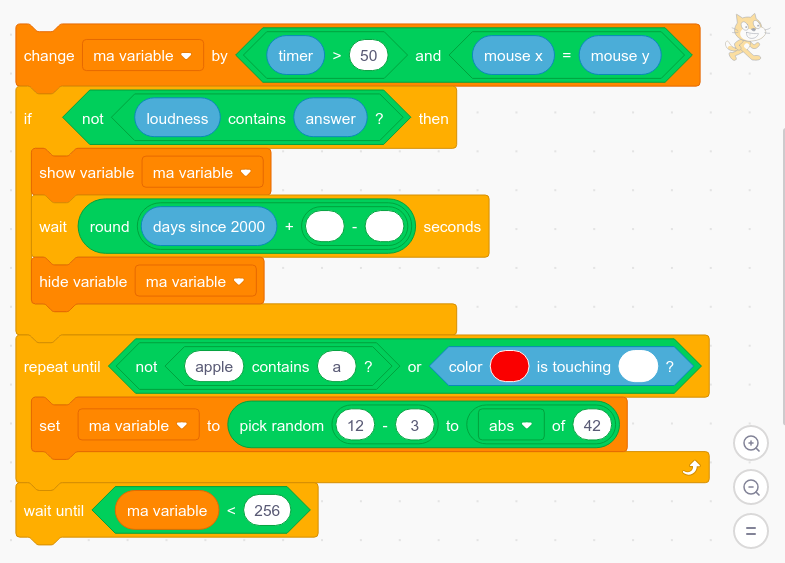 change ma variable by timer > 50 and mouse x = mouse y
if not loudness contains answer ? then
show variable ma variable
wait round days since 2000 + - seconds
hide variable ma variable
repeat until not apple contains a ? or color is touching ?
set ma variable to pick random 12 - 3 to abs of 42
wait until ma variable < 256